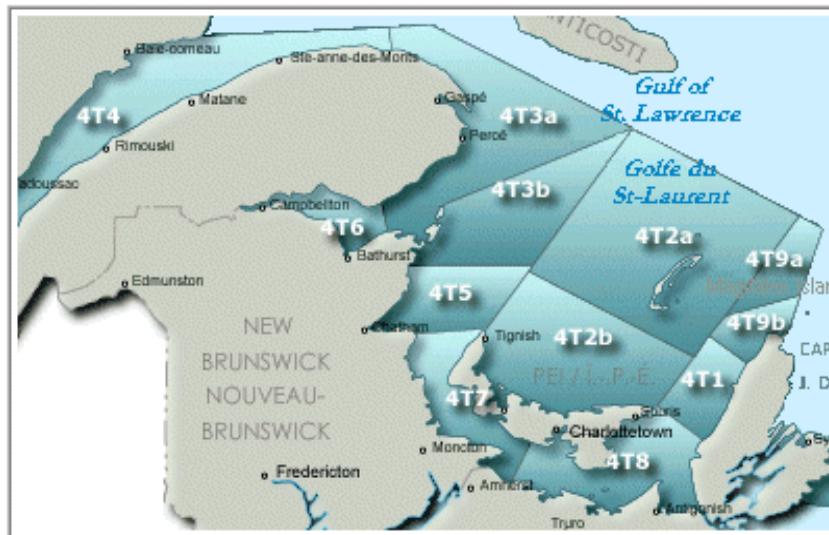 ANTICOSTI
Baie-comeau
Ste-anne-des-Monts
Gulf of
St. Lawrence
4T4
Matane
Gaspé
4T3a
Rimouski
Percé
Golfe du
St-Laurent
4T3b
Campbellton
4T6
4T2a
Bathurst
4T9a
Edmunston
4T5
4T9b
NEW
BRUNSWICK
NOUVEAU-
BRUNSWICK
Chatham
Tignish
4T2b
PEI / Î.-P.-É.
4T1
4T7
Souris
Charlottetown
Moncton
4T8
Fredericton
Amherst
Antigonish
Truro